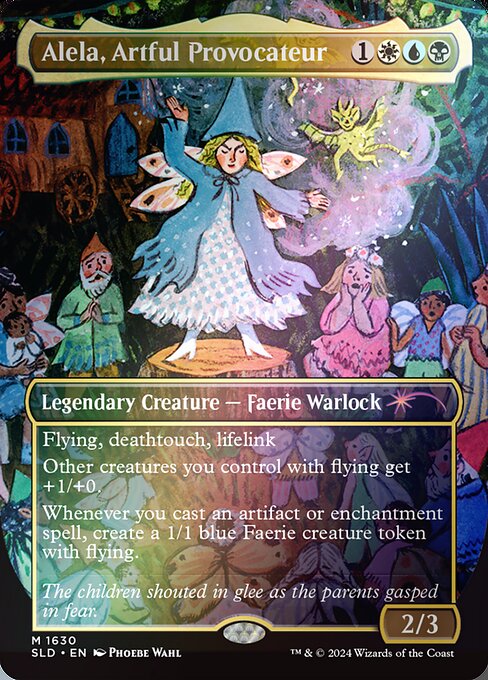 Alela, Artful Provocateur 1
Legendary Creature — Faerie Warlock
Flying, deathtouch, lifelink
Other creatures you control with flying get
+1/+0.
Whenever you cast an artifact or enchantment
spell, create a 1/1 blue Faerie creature token
with flying.
The children shouted in glee as the parents gasped
in fear.
2/3
M 1630
SLD • EN Phoebe Wahl
™ & © 2024 Wizards of the Coast